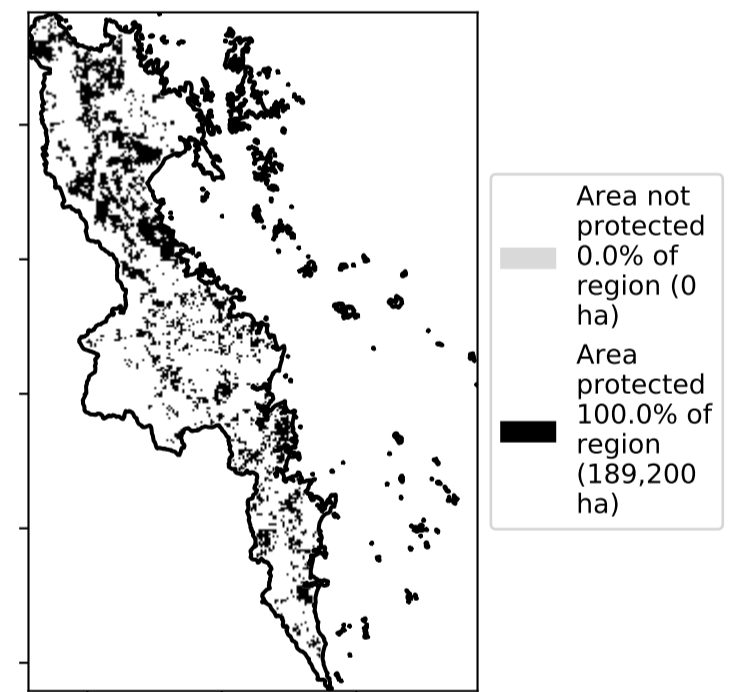 Area not
protected
0.0% of
region (0
ha)
Area
protected
100.0% of
region
(189,200
ha)